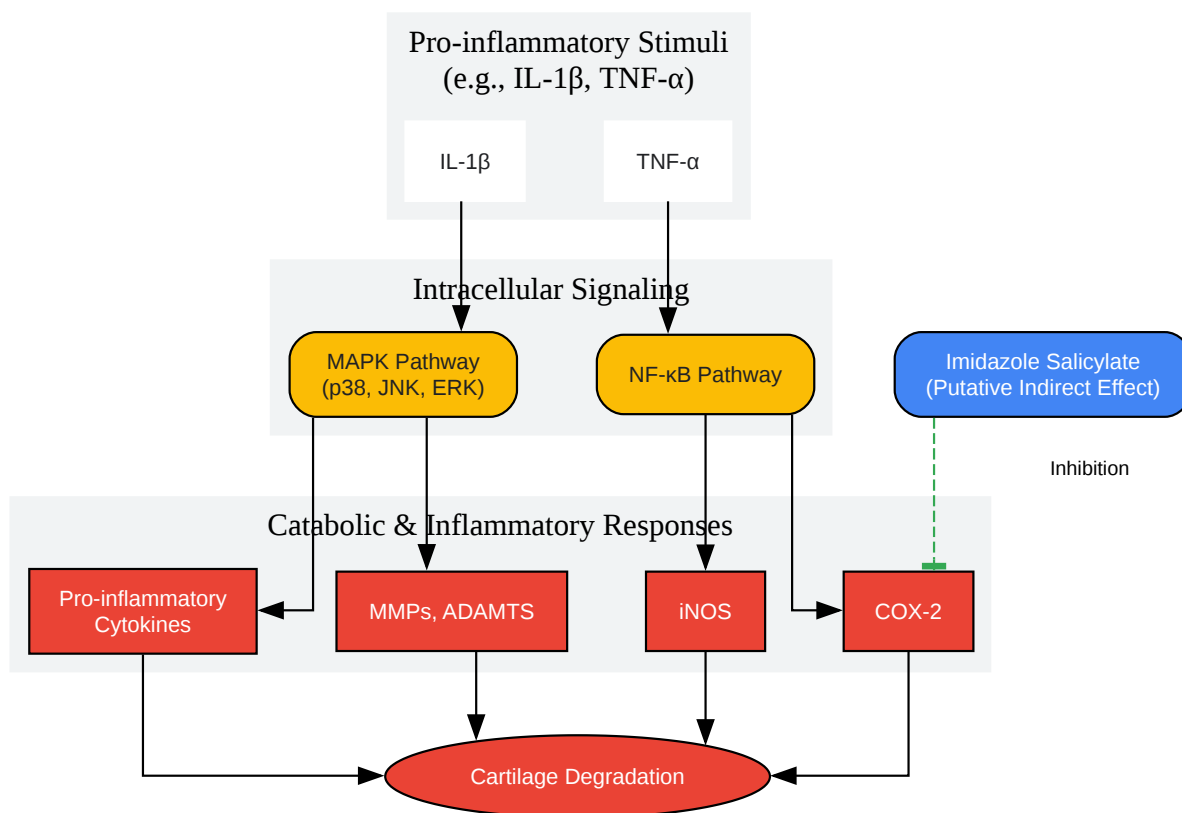 Pro-inflammatory Stimuli
(e.g., IL-1β, TNF-α)
IL-1β
TNF-α
Intracellular Signaling
MAPK Pathway
(p38, JNK, ERK)
NF-κB Pathway
Imidazole Salicylate
(Putative Indirect Effect)
Inhibition
Catabolic & Inflammatory Responses
Pro-inflammatory
Cytokines
MMPs, ADAMTS
iNOS
COX-2
Cartilage Degradation